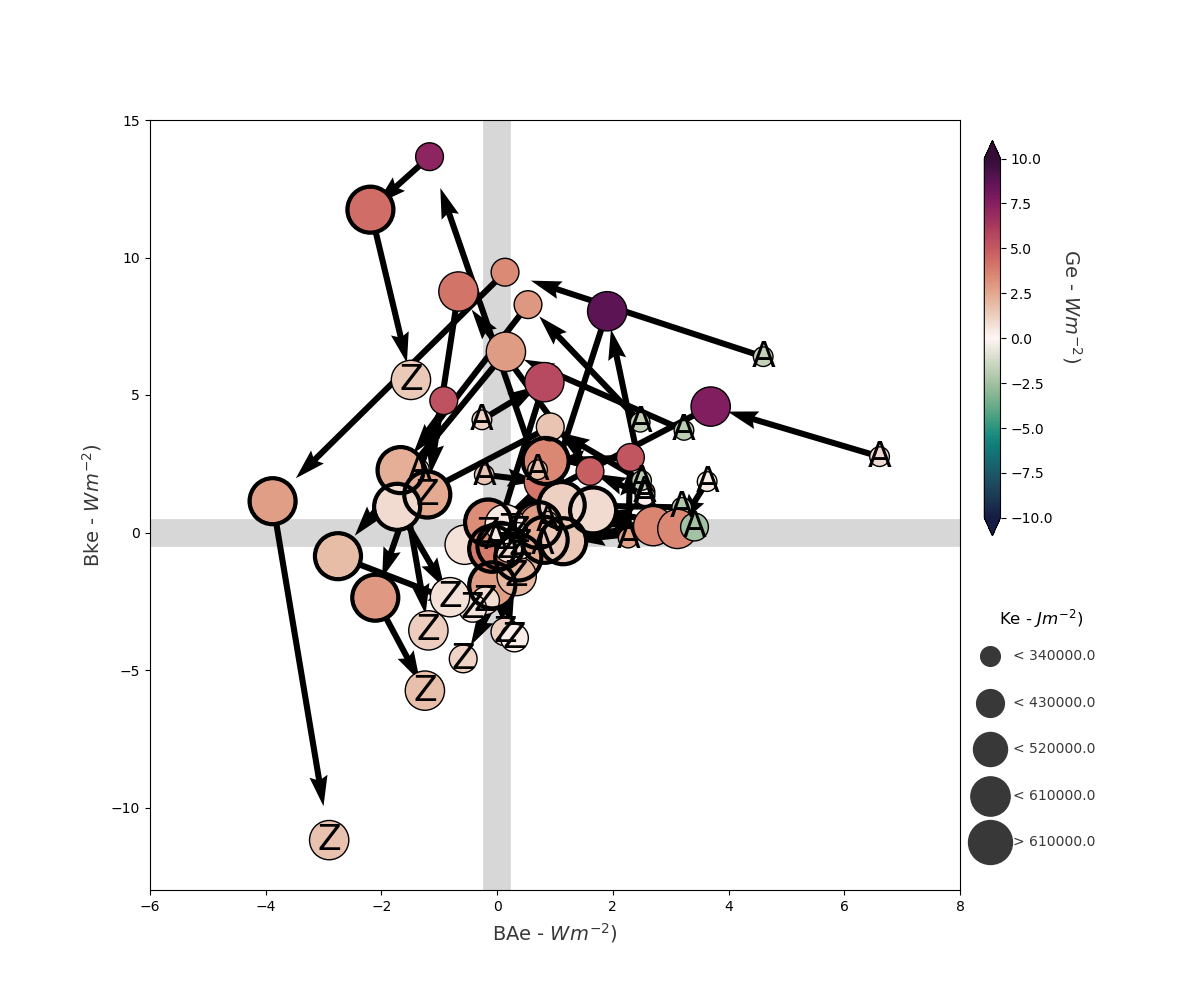 15
10
5
0
−5
−10
−6
−4
−2
0
2
4
6
8
BAe - Wm⁻²)
Bke - Wm⁻²)
10.0
7.5
5.0
2.5
0.0
−2.5
−5.0
−7.5
−10.0
Ge - Wm⁻²)
Ke - Jm⁻²)
< 340000.0
< 430000.0
< 520000.0
< 610000.0
> 610000.0
A
A
A
A
A
A
A
Z
Z
Z
Z
Z
Z
Z